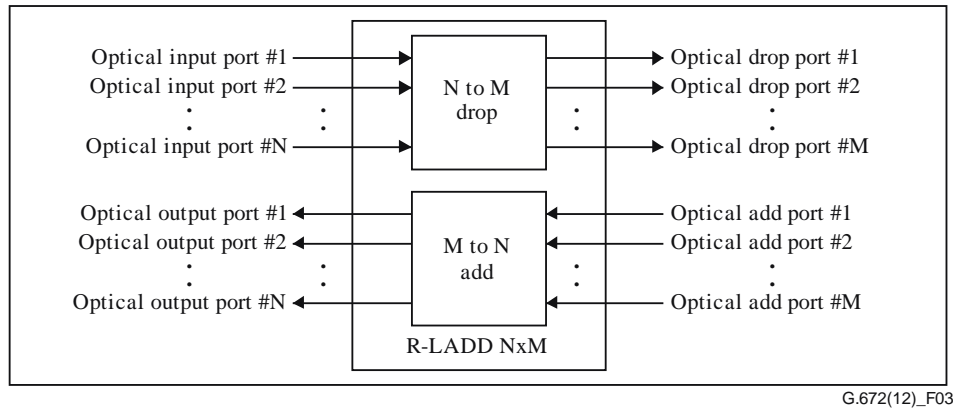 Optical input port #1
Optical input port #2
Optical input port #N
N to M
drop
Optical drop port #1
Optical drop port #2
Optical drop port #M
Optical output port #1
Optical output port #2
Optical output port #N
M to N
add
Optical add port #1
Optical add port #2
Optical add port #M
R-LADD NxM
G.672(12)_F03